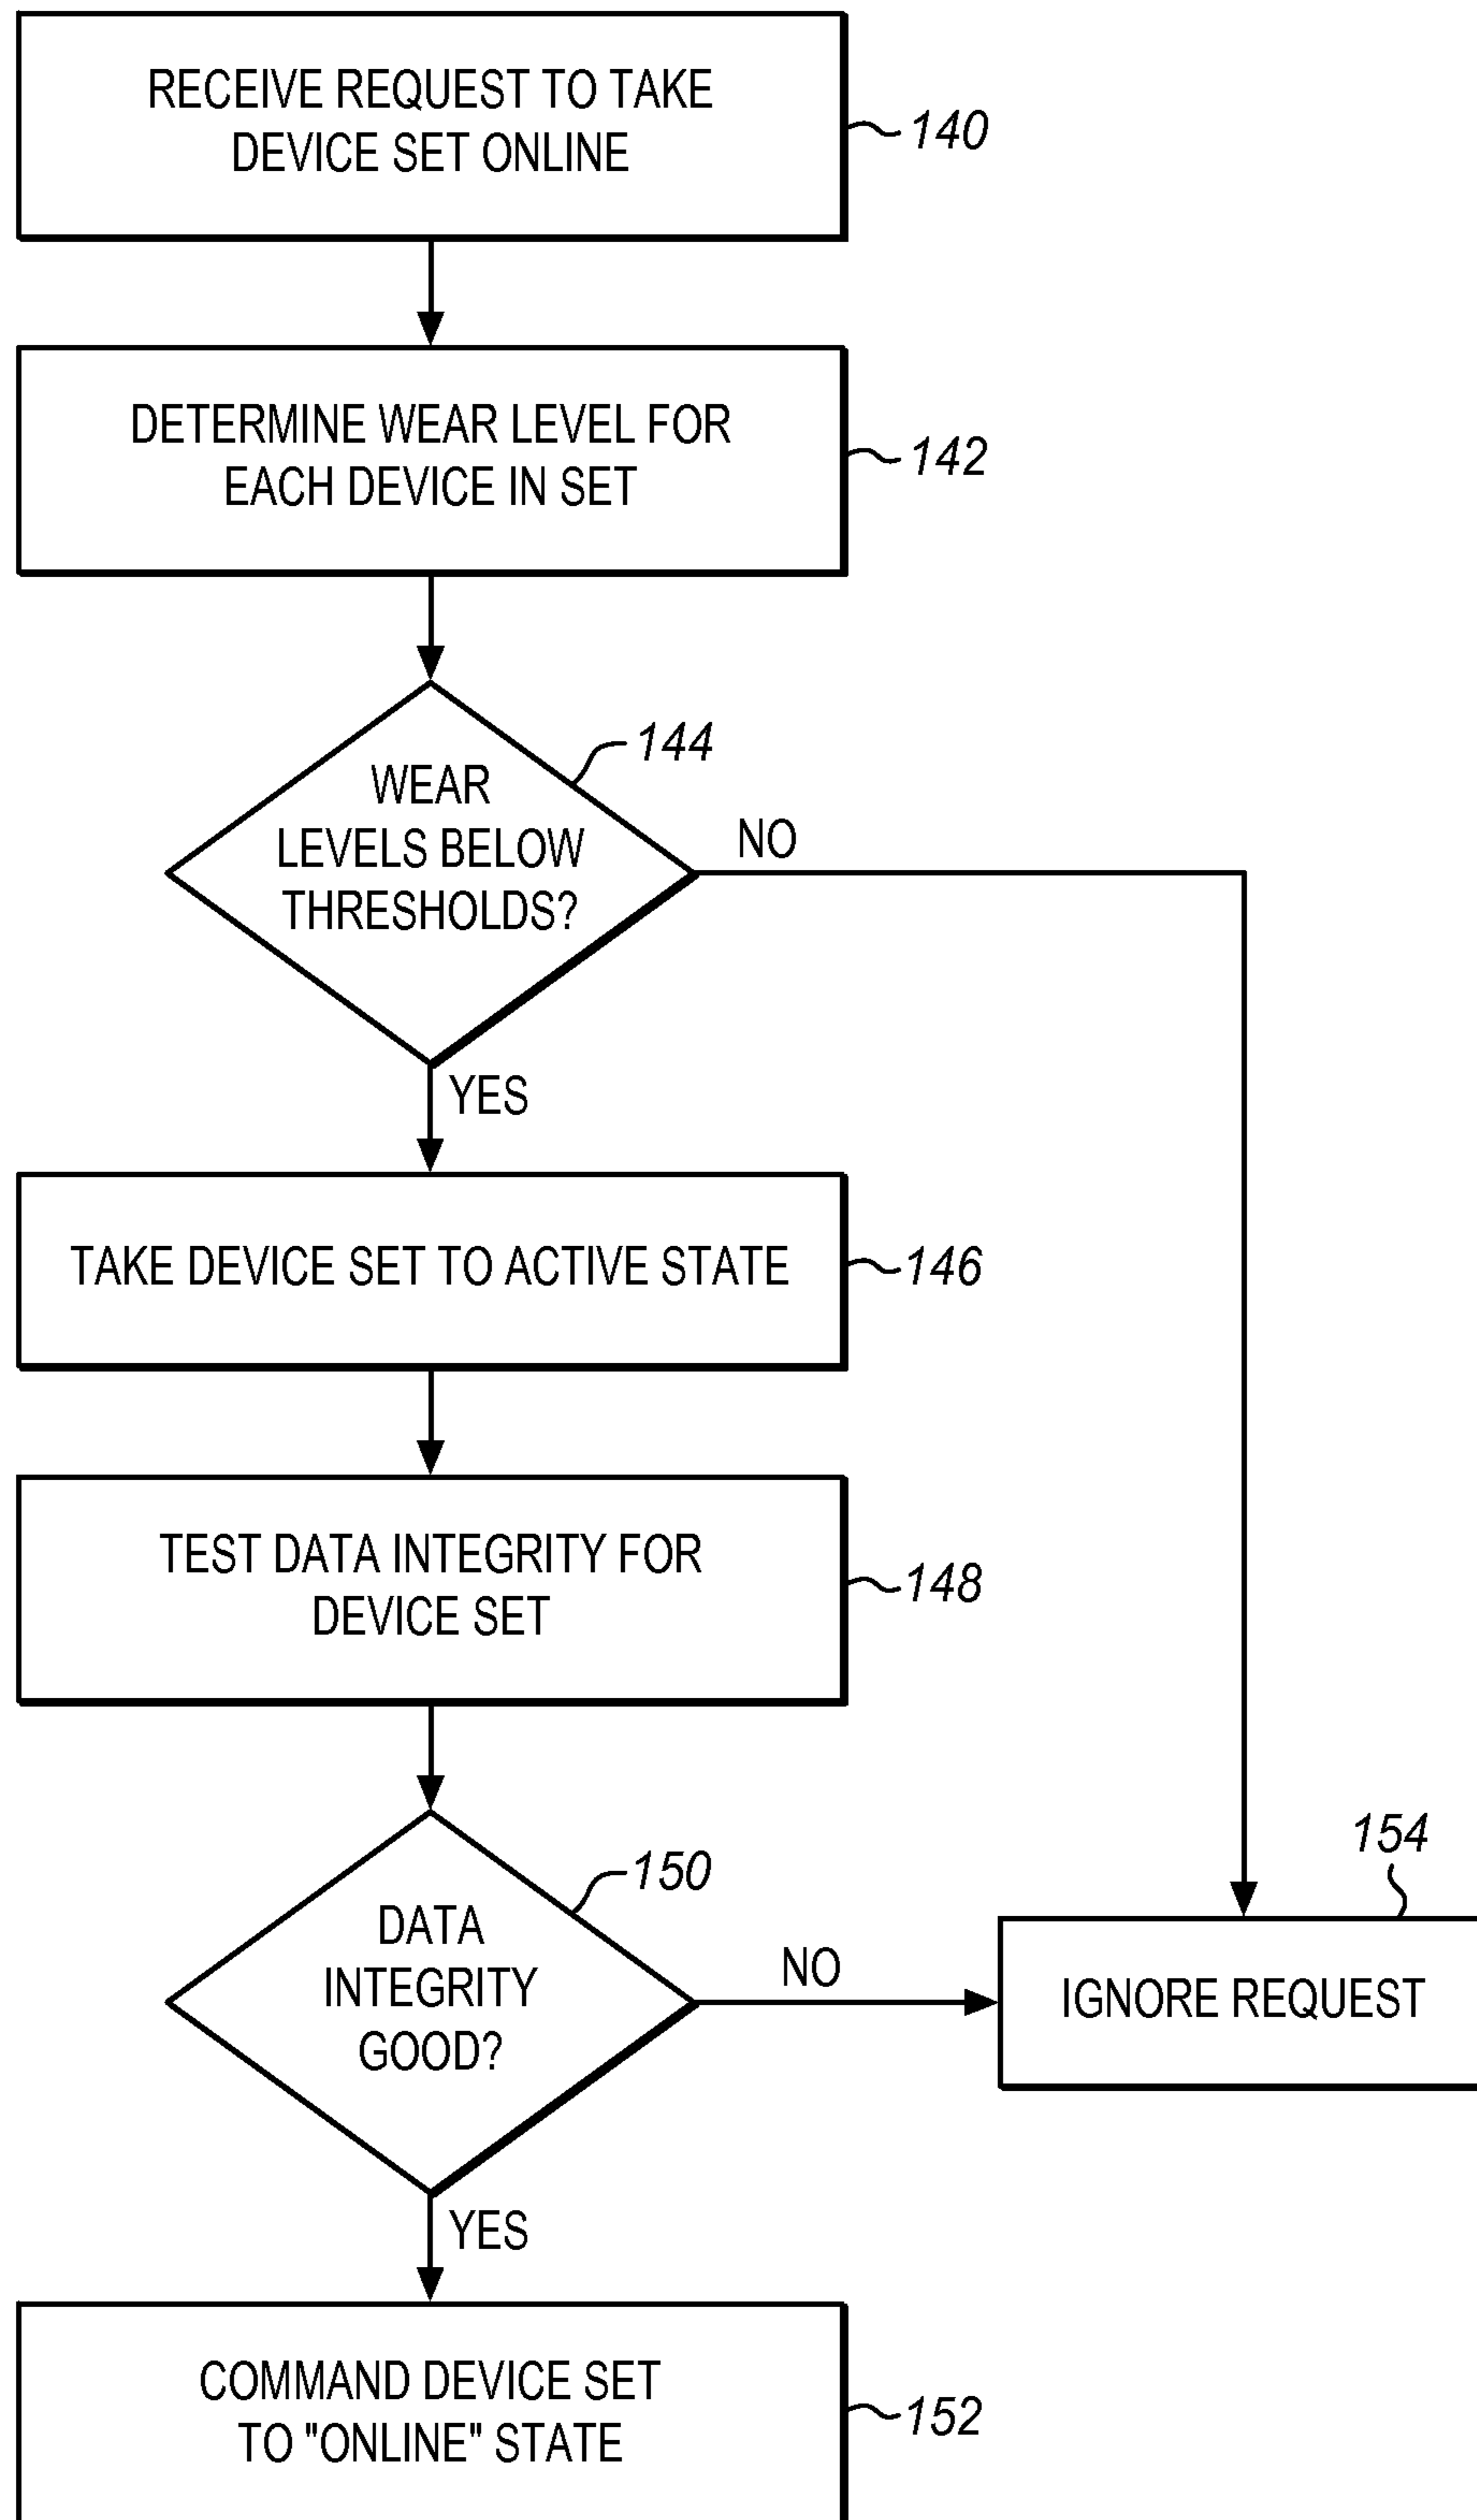 RECEIVE REQUEST TO TAKE
DEVICE SET ONLINE
140
DETERMINE WEAR LEVEL FOR
EACH DEVICE IN SET
142
144
WEAR
LEVELS BELOW
THRESHOLDS?
NO
YES
TAKE DEVICE SET TO ACTIVE STATE
146
TEST DATA INTEGRITY FOR
DEVICE SET
148
150
DATA
INTEGRITY
GOOD?
NO
154
IGNORE REQUEST
YES
COMMAND DEVICE SET
TO "ONLINE" STATE
152